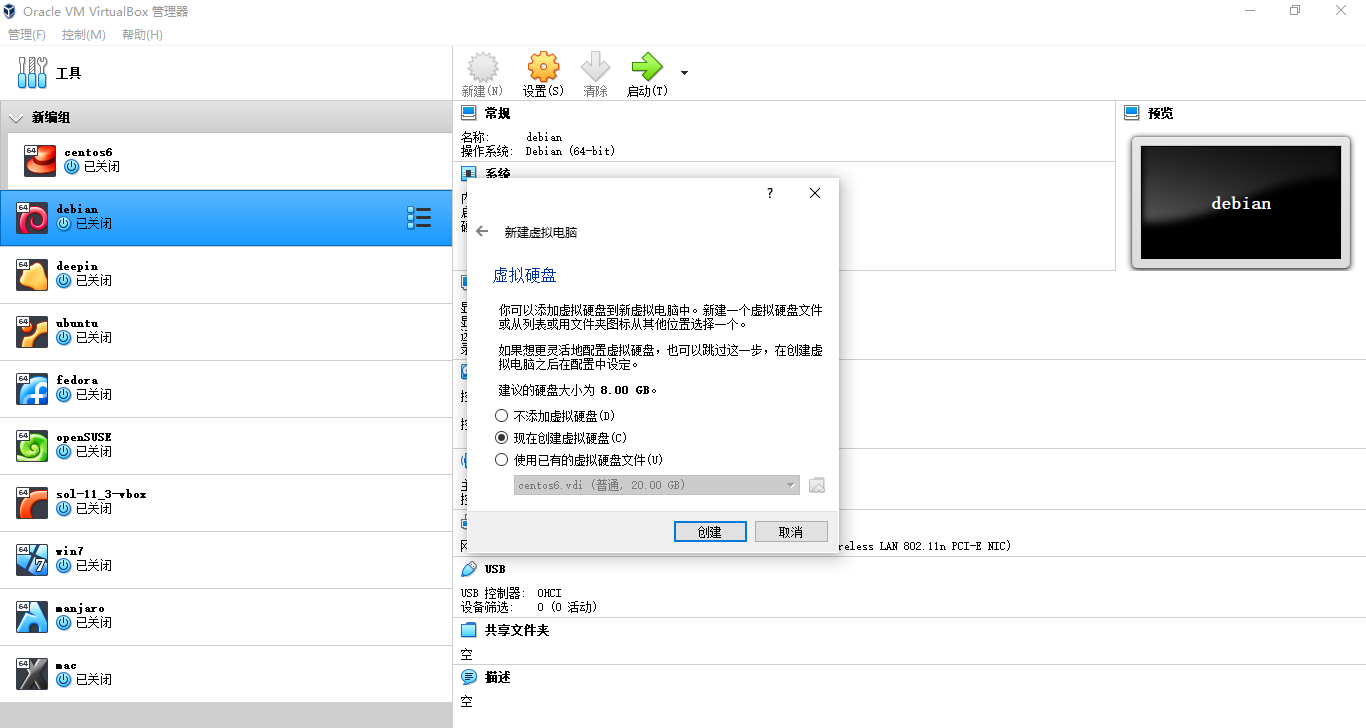 Oracle VM VirtualBox 管理器
管理(F) 控制(M) 帮助(H)
工具
新建(N) 设置(S) 清除 启动(T)
新编组
64 centos6
已关闭
64 debian
已关闭
64 deepin
已关闭
64 ubuntu
已关闭
64 fedora
已关闭
64 openSUSE
已关闭
64 sol-11_3-vbox
已关闭
64 win7
已关闭
64 manjaro
已关闭
64 mac
已关闭
常规
名称: debian
操作系统: Debian (64-bit)
系统
预览
debian
?
新建虚拟电脑
虚拟硬盘
你可以添加虚拟硬盘到新虚拟电脑中。新建一个虚拟硬盘文件
或从列表或用文件夹图标从其他位置选择一个。
如果想更灵活地配置虚拟硬盘，也可以跳过这一步，在创建虚
拟电脑之后在配置中设定。
建议的硬盘大小为 8.00 GB。
不添加虚拟硬盘(D)
现在创建虚拟硬盘(C)
使用已有的虚拟硬盘文件(U)
centos6.vdi (普通, 20.00 GB)
创建 取消
reless LAN 802.11n PCI-E NIC)
USB
USB 控制器: OHCI
设备筛选: 0 (0 活动)
共享文件夹
空
描述
空